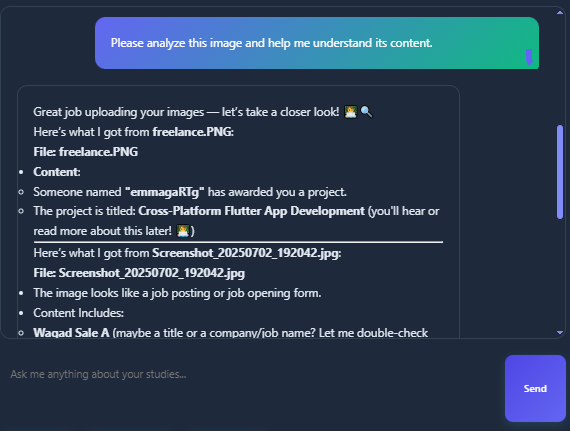 Please analyze this image and help me understand its content.
Great job uploading your images — let's take a closer look! 🧑‍🏫 🔍
Here's what I got from freelance.PNG:
File: freelance.PNG
Content:
Someone named "emmagaRTg" has awarded you a project.
The project is titled: Cross-Platform Flutter App Development (you'll hear or
read more about this later! 🧑‍🏫)
Here's what I got from Screenshot_20250702_192042.jpg:
File: Screenshot_20250702_192042.jpg
The image looks like a job posting or job opening form.
Content Includes:
Waqad Sale A (maybe a title or a company/job name? Let me double-check
Ask me anything about your studies...
Send